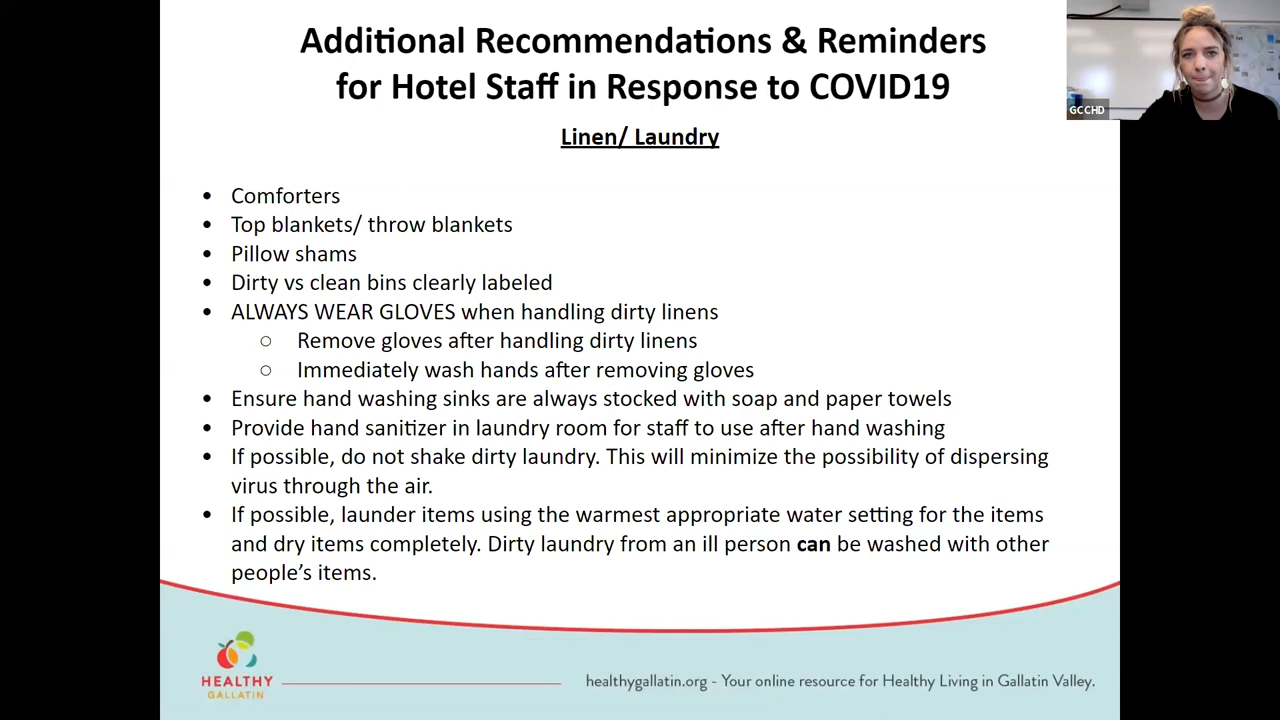 Additional Recommendations & Reminders
for Hotel Staff in Response to COVID19
GCCHD
Linen/ Laundry
• Comforters
• Top blankets/ throw blankets
• Pillow shams
• Dirty vs clean bins clearly labeled
• ALWAYS WEAR GLOVES when handling dirty linens
○ Remove gloves after handling dirty linens
○ Immediately wash hands after removing gloves
• Ensure hand washing sinks are always stocked with soap and paper towels
• Provide hand sanitizer in laundry room for staff to use after hand washing
• If possible, do not shake dirty laundry. This will minimize the possibility of dispersing
virus through the air.
• If possible, launder items using the warmest appropriate water setting for the items
and dry items completely. Dirty laundry from an ill person can be washed with other
people's items.
HEALTHY
GALLATIN
healthygallatin.org - Your online resource for Healthy Living in Gallatin Valley.